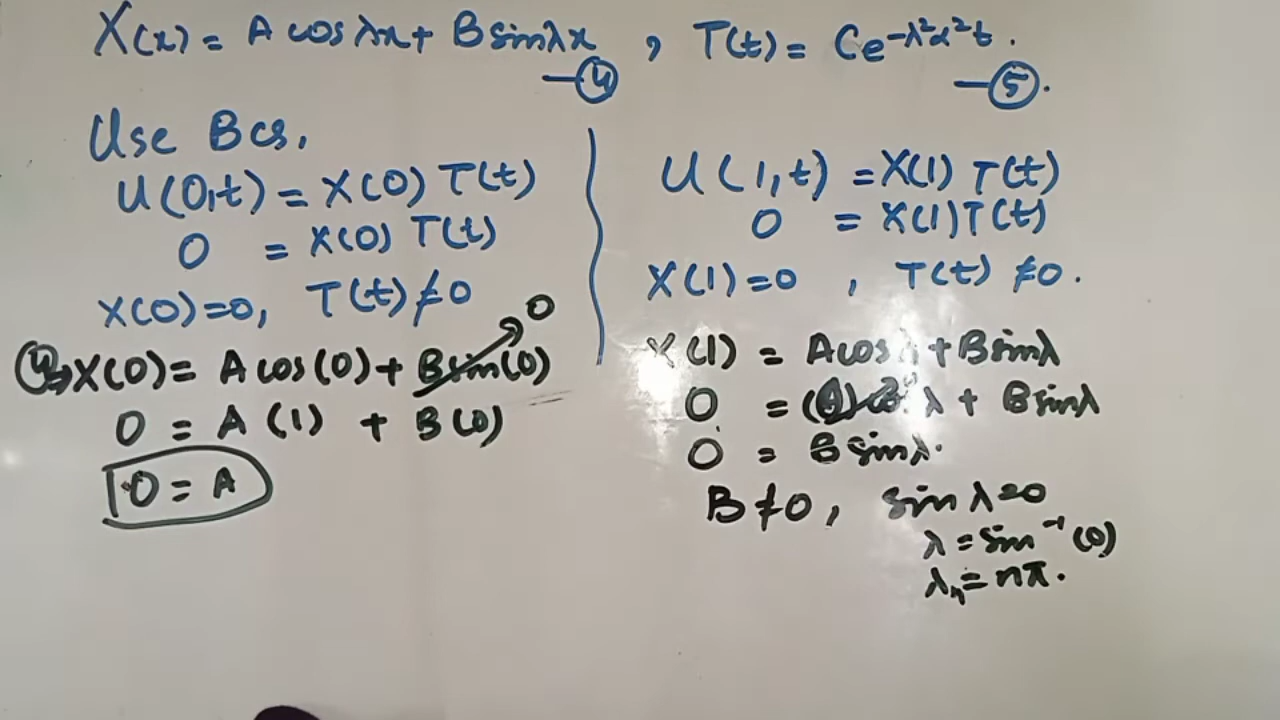 X(x) = A cos λx + B sin λx , T(t) = Ce^{-λ²α²t} .
—④ —⑤.
Use Bcs,
U(0,t) = X(0) T(t)
0 = X(0) T(t)
X(0)=0, T(t)≠0
④ X(0) = A cos(0) + B sin(0) → 0
0 = A (1) + B(0)
0 = A
U(1,t) = X(1) T(t)
0 = X(1)T(t)
X(1)=0 , T(t) ≠0.
X(1) = A cos λ + B sin λ
0 = (0) cos λ + B sin λ
0 = B sin λ.
B≠0, sin λ=0
λ = sin⁻¹(0)
λₙ = nπ.